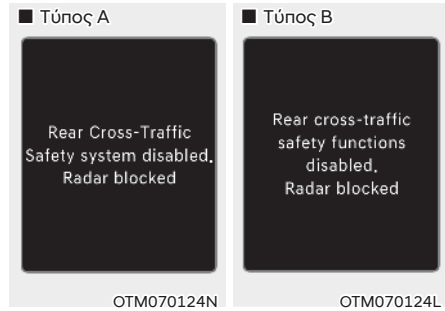 ■ Τύπος A
Rear Cross-Traffic
Safety system disabled.
Radar blocked
OTM070124N
■ Τύπος B
Rear cross-traffic
safety functions
disabled.
Radar blocked
OTM070124L